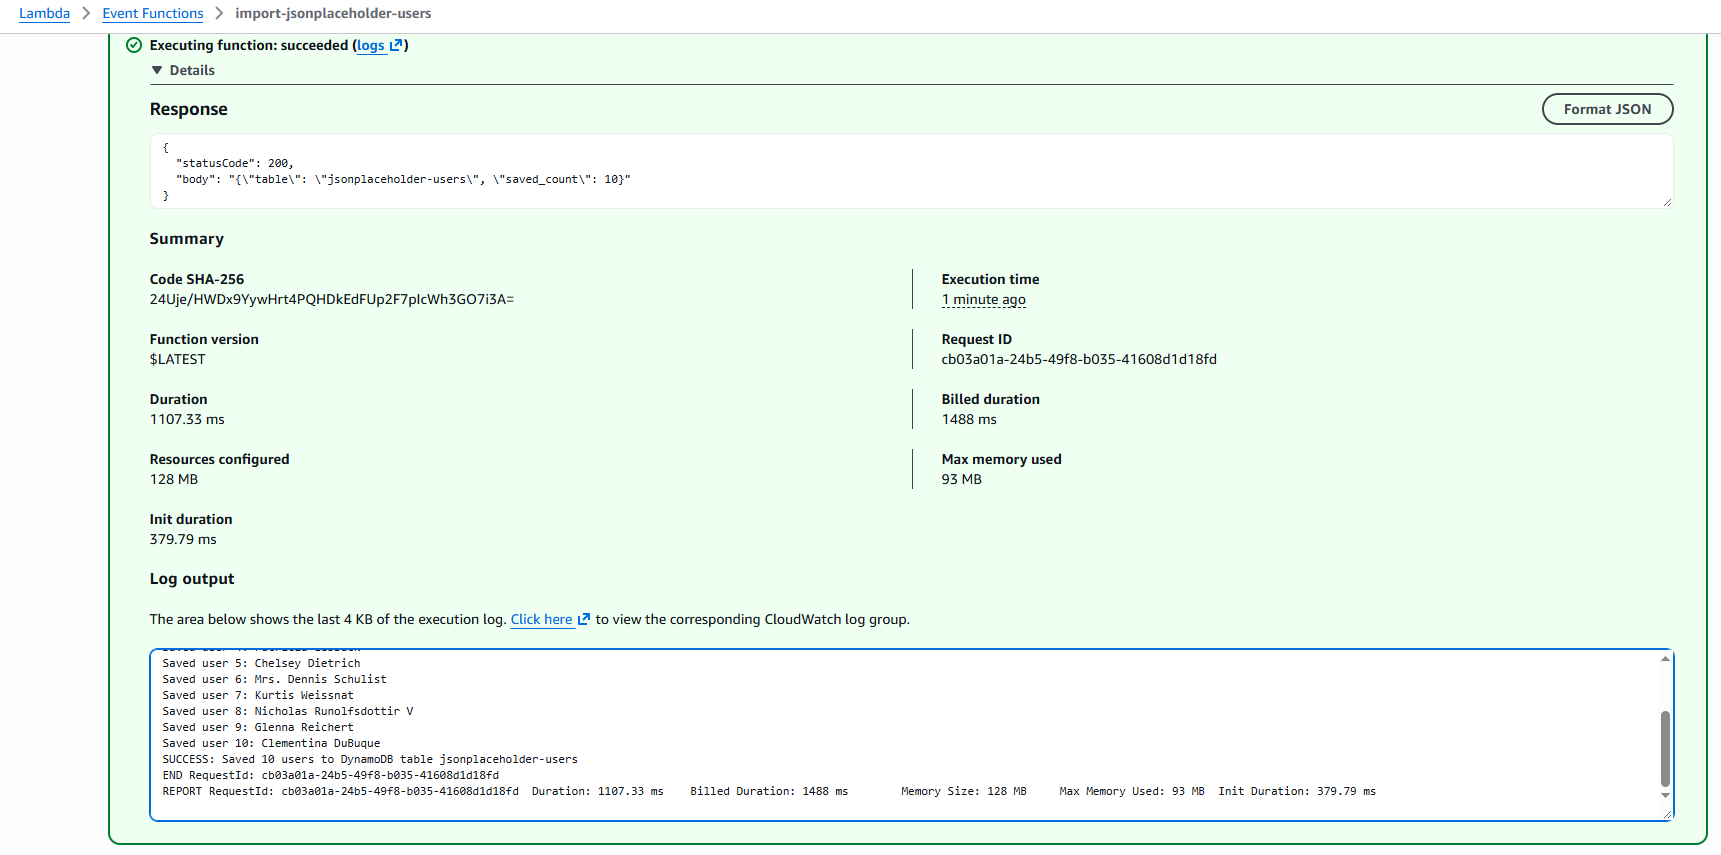 Lambda > Event Functions > import-jsonplaceholder-users
Executing function: succeeded (logs)
Details
Response
Format JSON
{
"statusCode": 200,
"body": "{\"table\": \"jsonplaceholder-users\", \"saved_count\": 10}"
}
Summary
Code SHA-256
24Uje/HWDx9YywHrt4PQHDkEdFUp2F7pIcWh3GO7i3A=
Execution time
1 minute ago
Function version
$LATEST
Request ID
cb03a01a-24b5-49f8-b035-41608d1d18fd
Duration
1107.33 ms
Billed duration
1488 ms
Resources configured
128 MB
Max memory used
93 MB
Init duration
379.79 ms
Log output
The area below shows the last 4 KB of the execution log. Click here to view the corresponding CloudWatch log group.
Saved user 5: Chelsey Dietrich
Saved user 6: Mrs. Dennis Schulist
Saved user 7: Kurtis Weissnat
Saved user 8: Nicholas Runolfsdottir V
Saved user 9: Glenna Reichert
Saved user 10: Clementina DuBuque
SUCCESS: Saved 10 users to DynamoDB table jsonplaceholder-users
END RequestId: cb03a01a-24b5-49f8-b035-41608d1d18fd
REPORT RequestId: cb03a01a-24b5-49f8-b035-41608d1d18fd Duration: 1107.33 ms Billed Duration: 1488 ms Memory Size: 128 MB Max Memory Used: 93 MB Init Duration: 379.79 ms